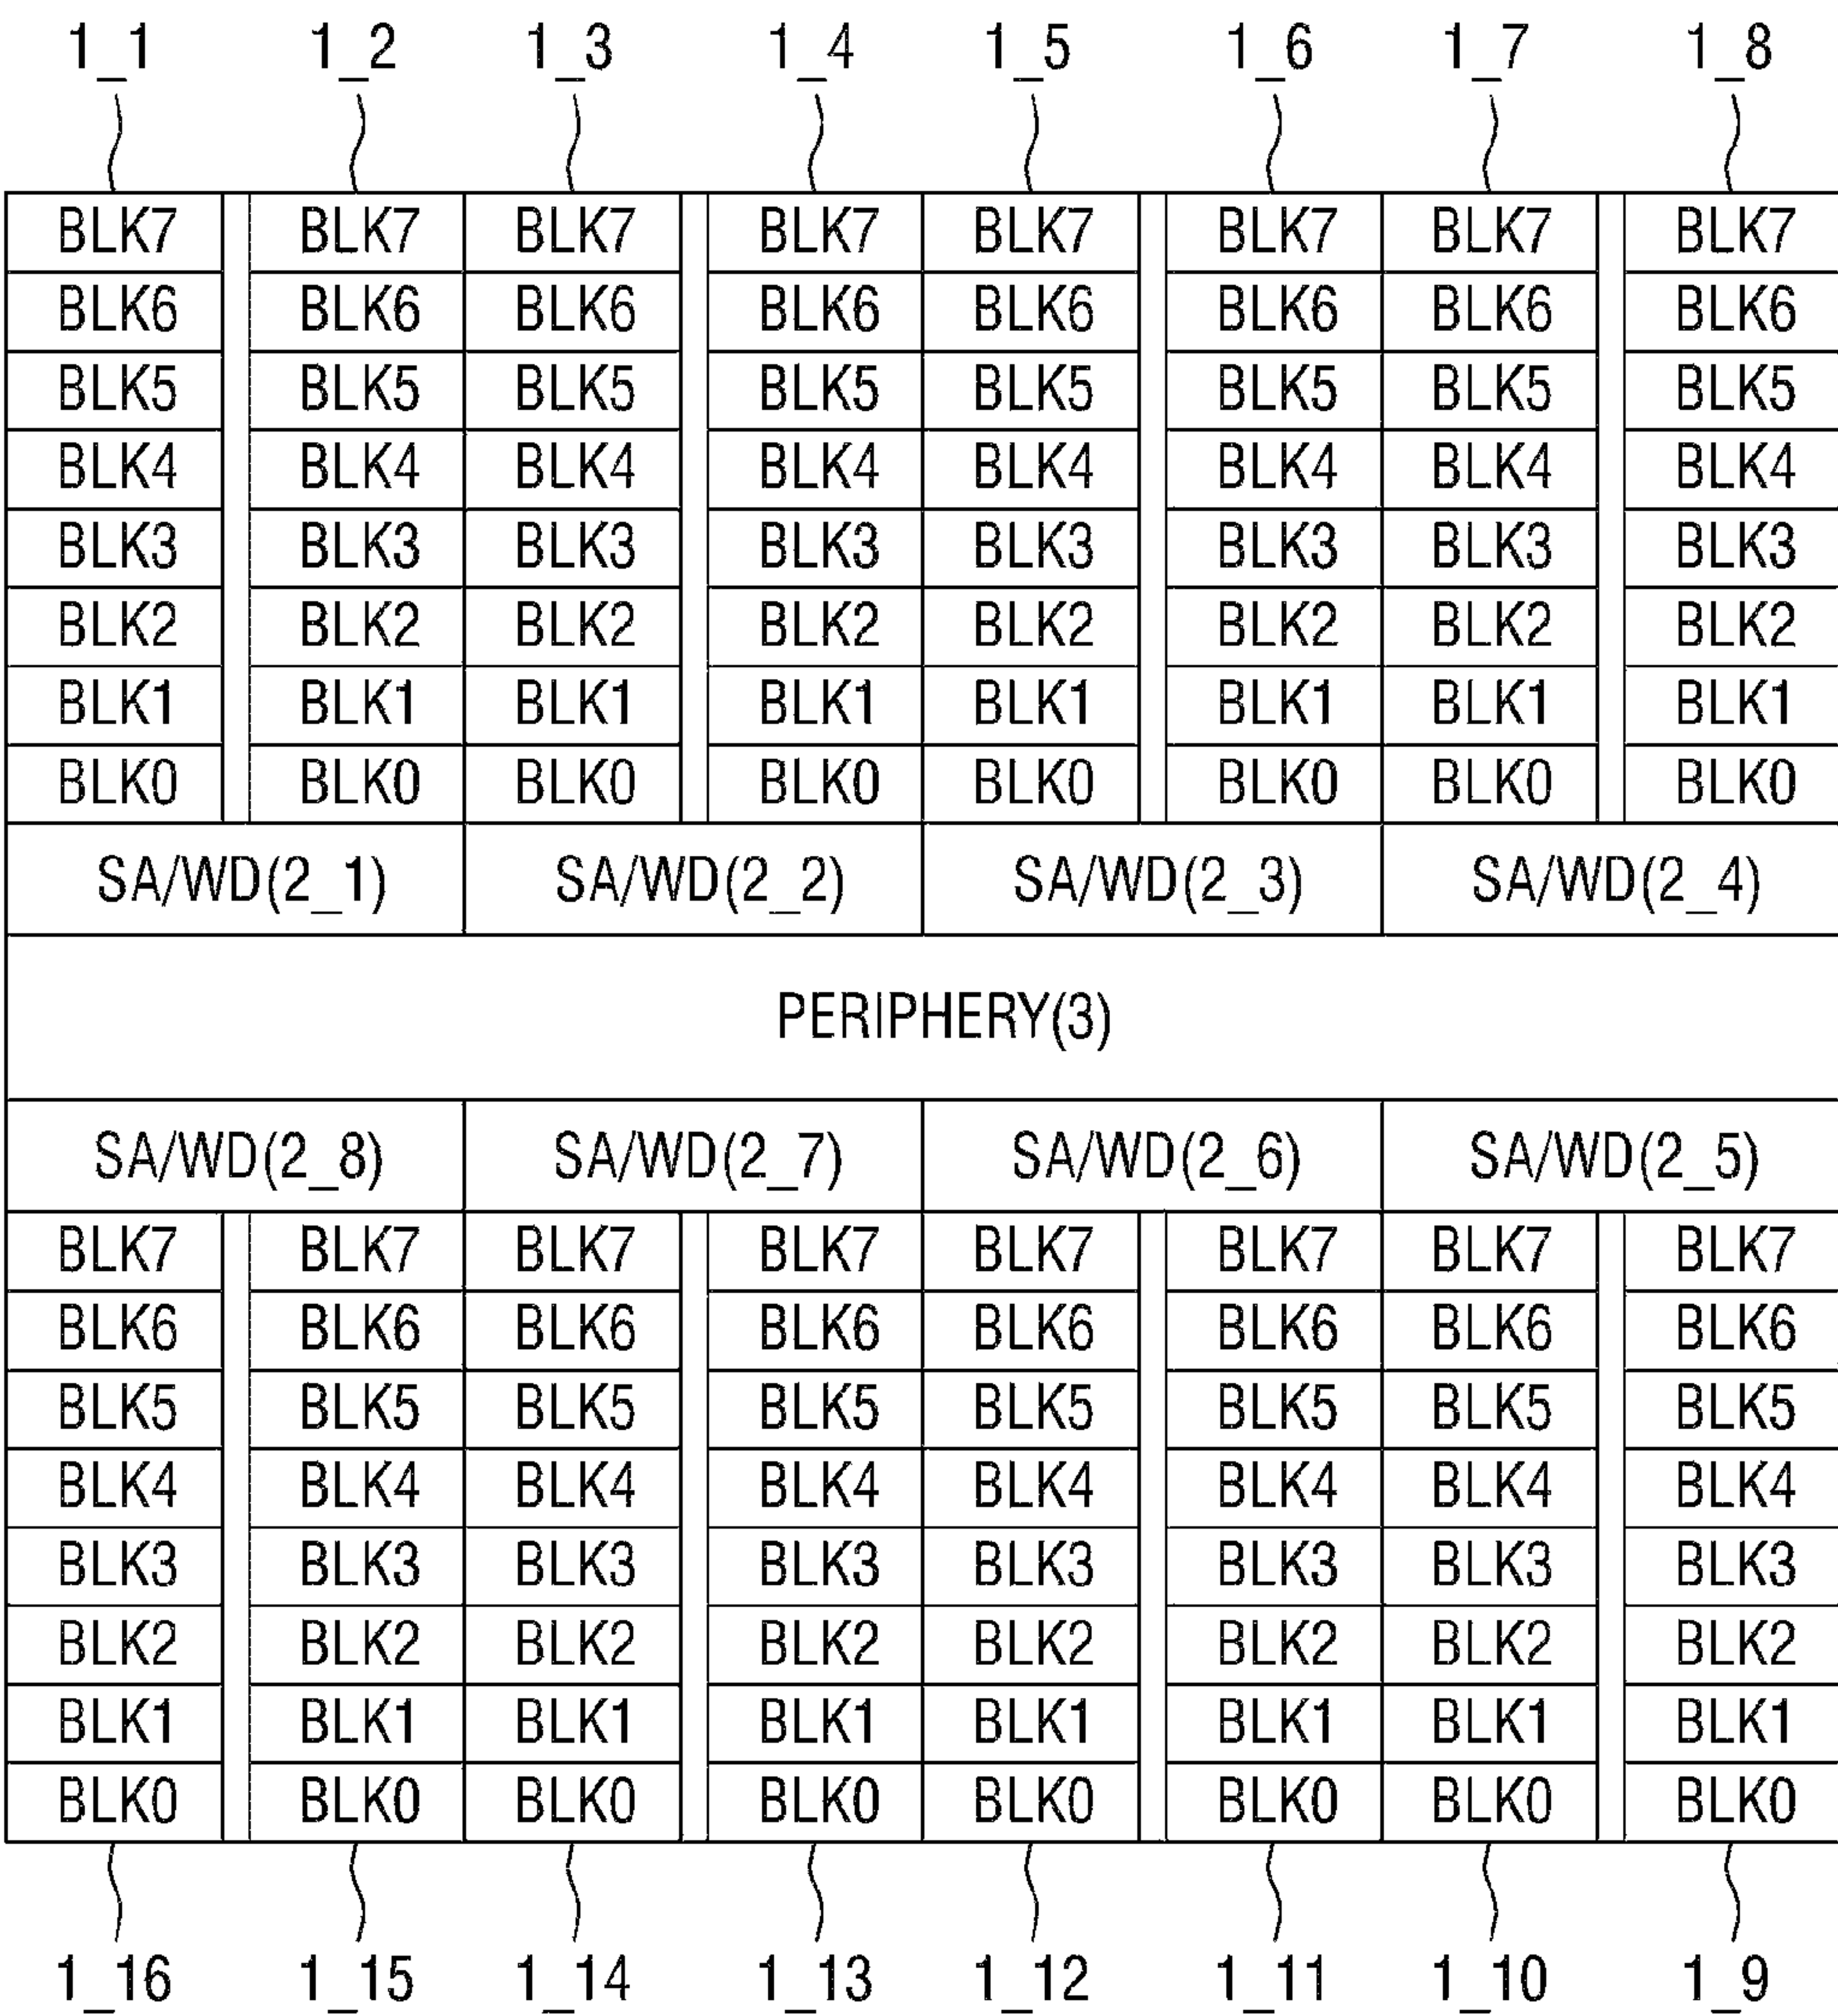 1_1 1_2 1_3 1_4 1_5 1_6 1_7 1_8
BLK7 BLK7 BLK7 BLK7 BLK7 BLK7 BLK7 BLK7
BLK6 BLK6 BLK6 BLK6 BLK6 BLK6 BLK6 BLK6
BLK5 BLK5 BLK5 BLK5 BLK5 BLK5 BLK5 BLK5
BLK4 BLK4 BLK4 BLK4 BLK4 BLK4 BLK4 BLK4
BLK3 BLK3 BLK3 BLK3 BLK3 BLK3 BLK3 BLK3
BLK2 BLK2 BLK2 BLK2 BLK2 BLK2 BLK2 BLK2
BLK1 BLK1 BLK1 BLK1 BLK1 BLK1 BLK1 BLK1
BLK0 BLK0 BLK0 BLK0 BLK0 BLK0 BLK0 BLK0
SA/WD(2_1) SA/WD(2_2) SA/WD(2_3) SA/WD(2_4)
PERIPHERY(3)
SA/WD(2_8) SA/WD(2_7) SA/WD(2_6) SA/WD(2_5)
BLK7 BLK7 BLK7 BLK7 BLK7 BLK7 BLK7 BLK7
BLK6 BLK6 BLK6 BLK6 BLK6 BLK6 BLK6 BLK6
BLK5 BLK5 BLK5 BLK5 BLK5 BLK5 BLK5 BLK5
BLK4 BLK4 BLK4 BLK4 BLK4 BLK4 BLK4 BLK4
BLK3 BLK3 BLK3 BLK3 BLK3 BLK3 BLK3 BLK3
BLK2 BLK2 BLK2 BLK2 BLK2 BLK2 BLK2 BLK2
BLK1 BLK1 BLK1 BLK1 BLK1 BLK1 BLK1 BLK1
BLK0 BLK0 BLK0 BLK0 BLK0 BLK0 BLK0 BLK0
1_16 1_15 1_14 1_13 1_12 1_11 1_10 1_9